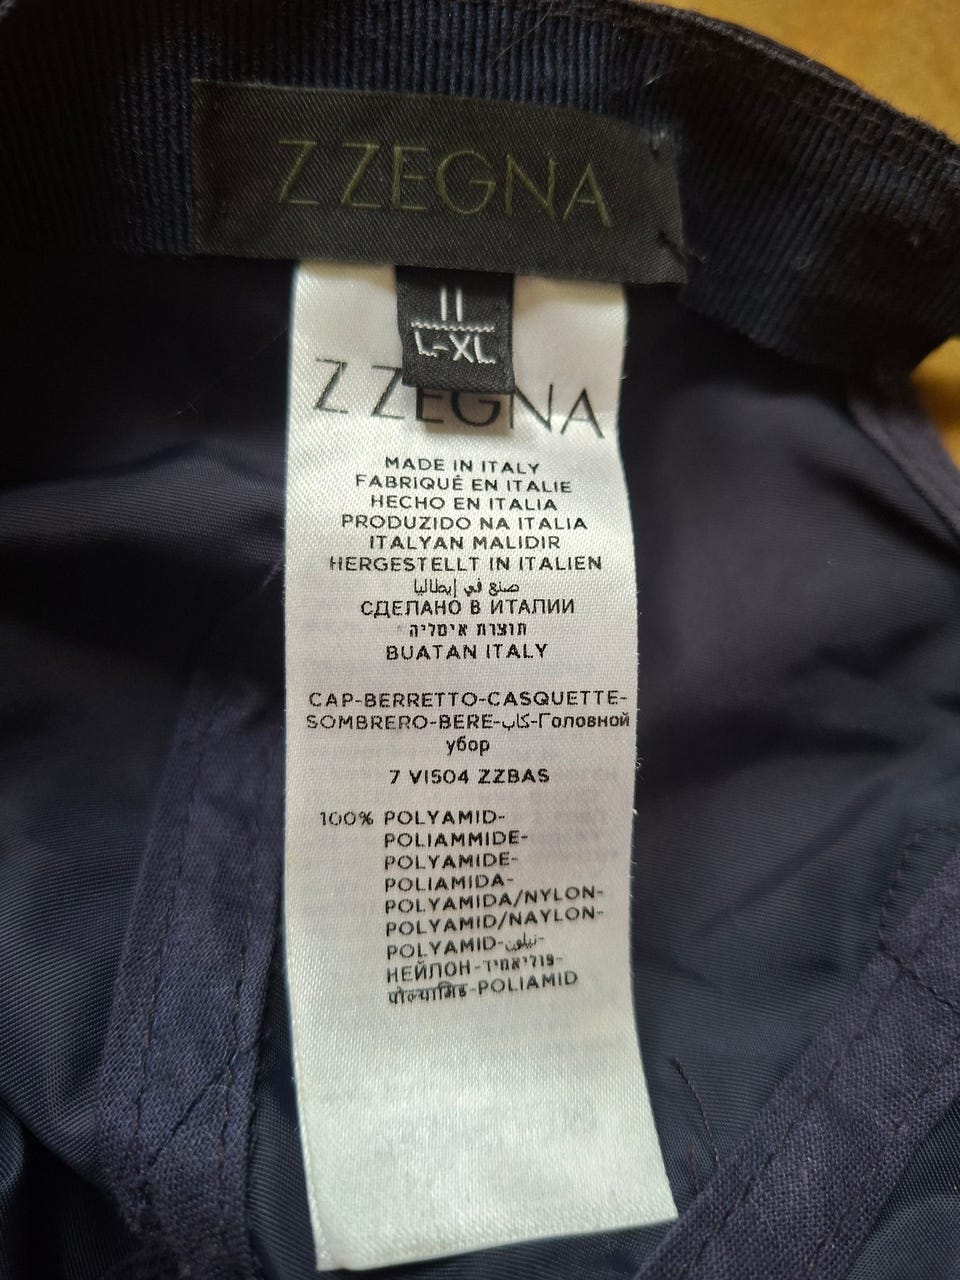 Z ZEGNA
II
L-XL
Z ZEGNA
MADE IN ITALY
FABRIQUÉ EN ITALIE
HECHO EN ITALIA
PRODUZIDO NA ITALIA
ITALYAN MALIDIR
HERGESTELLT IN ITALIEN
صنع في إيطاليا
СДЕЛАНО В ИТАЛИИ
תוצרת איטליה
BUATAN ITALY
CAP-BERRETTO-CASQUETTE-
SOMBRERO-BERE-كاب-Головной
убор
7 VIS04 ZZBAS
100% POLYAMID-
POLIAMMIDE-
POLYAMIDE-
POLIAMIDA-
POLYAMIDA/NYLON-
POLYAMID/NAYLON-
POLYAMID-نيلون-
НЕЙЛОН-פוליאמיד-
पोल्यामिड-POLIAMID